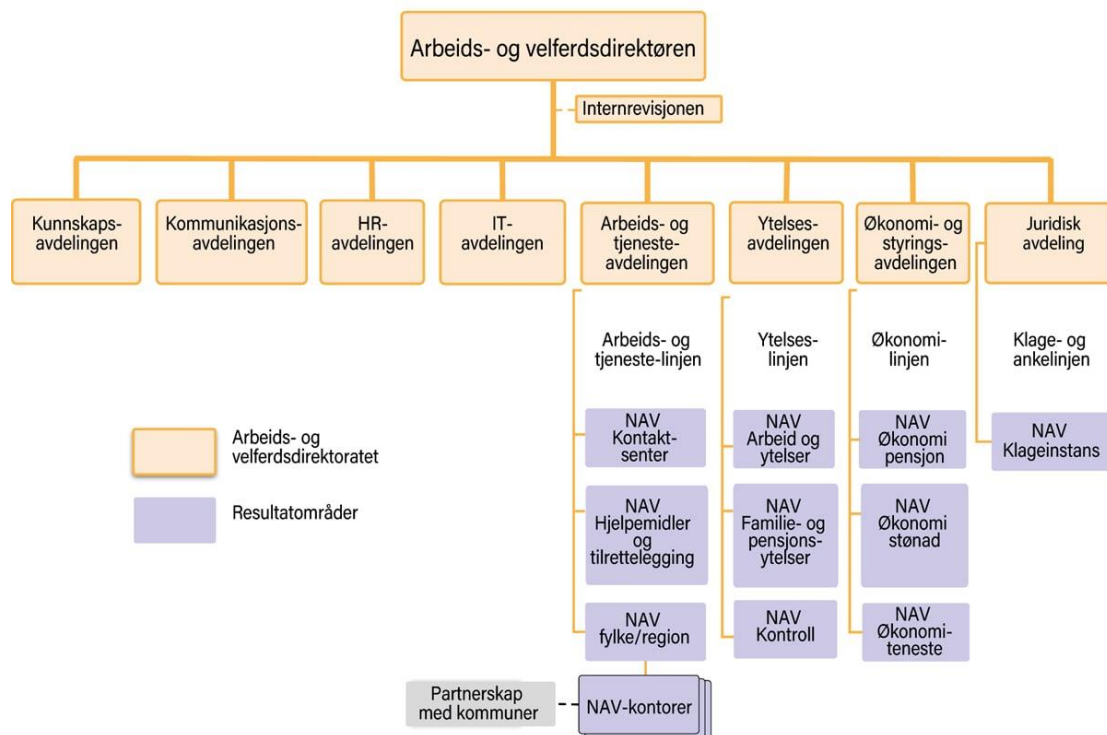 Arbeids- og velferdsdirektøren
Internrevisjonen
Kunnskaps-
avdelingen
Kommunikasjons-
avdelingen
HR-
avdelingen
IT-
avdelingen
Arbeids- og
tjeneste-
avdelingen
Ytelses-
avdelingen
Økonomi- og
styrings-
avdelingen
Juridisk
avdeling
Arbeids- og
tjeneste-linjen
Ytelses-
linjen
Økonomi-
linjen
Klage- og
ankelinjen
NAV
Kontakt-
senter
NAV
Arbeid og
ytelser
NAV
Økonomi
pensjon
NAV
Klageinstans
Arbeids- og
velferdsdirektoratet
Resultatområder
NAV
Hjelpemidler
og
tilrettelegging
NAV
Familie- og
pensjons-
ytelser
NAV
Økonomi
stønad
NAV
fylke/region
NAV
Kontroll
NAV
Økonomi-
teneste
Partnerskap
med kommuner
NAV-kontorer